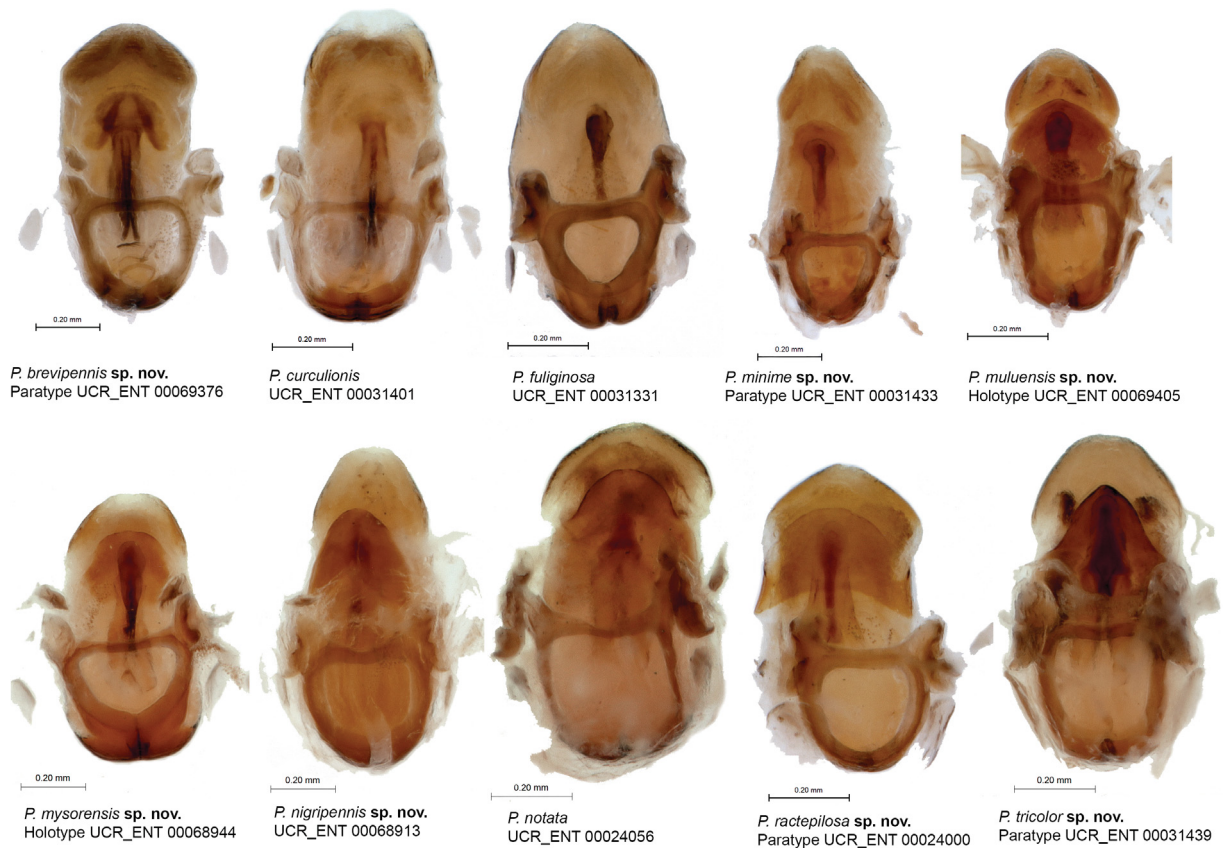 0.20 mm
P. brevipennis sp. nov.
Paratype UCR_ENT 00069376
0.20 mm
P. curculionis
UCR_ENT 00031401
0.20 mm
P. fuliginosa
UCR_ENT 00031331
0.20 mm
P. minime sp. nov.
Paratype UCR_ENT 00031433
0.20 mm
P. muluensis sp. nov.
Holotype UCR_ENT 00069405
0.20 mm
P. mysorensis sp. nov.
Holotype UCR_ENT 00068944
0.20 mm
P. nigripennis sp. nov.
UCR_ENT 00068913
0.20 mm
P. notata
UCR_ENT 00024056
0.20 mm
P. ractepilosa sp. nov.
Paratype UCR_ENT 00024000
0.20 mm
P. tricolor sp. nov.
Paratype UCR_ENT 00031439